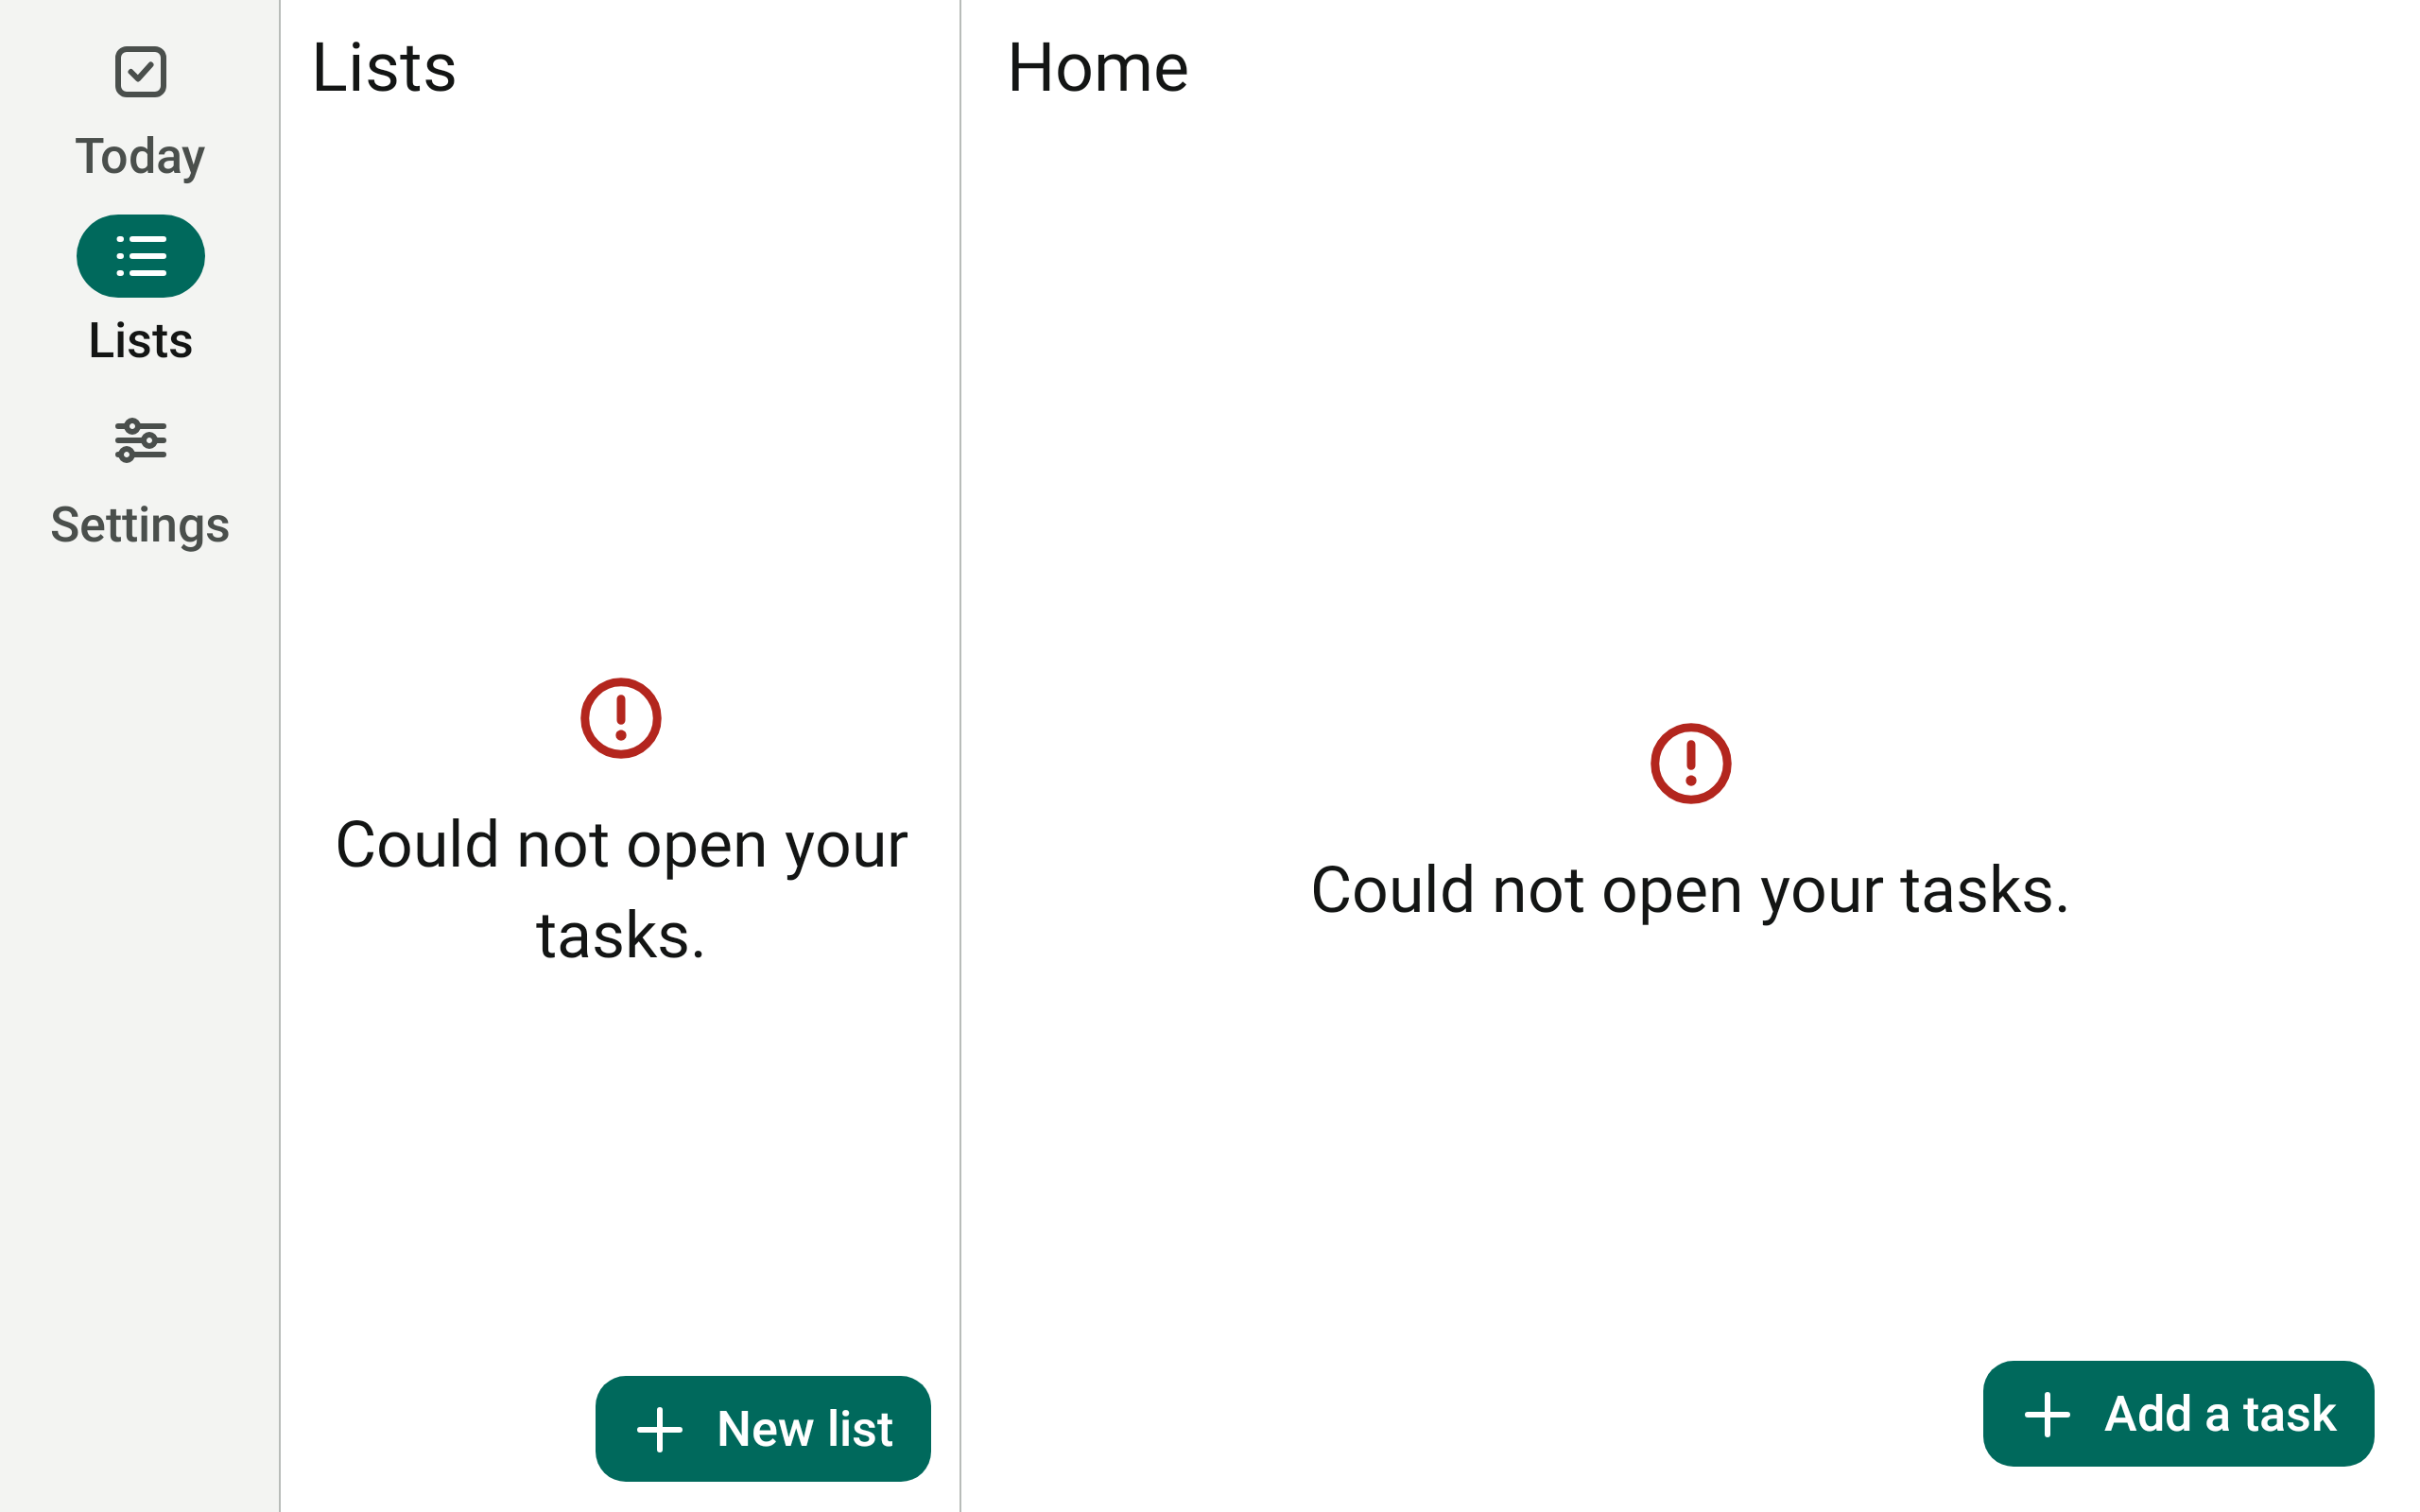 Today
Lists
Settings
Lists
Could not open your
tasks.
New list
Home
Could not open your tasks.
Add a task